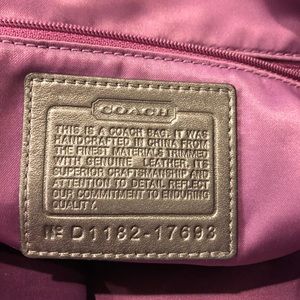 COACH
THIS IS A COACH BAG. IT WAS
HANDCRAFTED IN CHINA FROM
THE FINEST MATERIALS TRIMMED
WITH GENUINE LEATHER. ITS
SUPERIOR CRAFTSMANSHIP AND
ATTENTION TO DETAIL REFLECT
OUR COMMITMENT TO ENDURING
QUALITY.
Nº D1182-17693